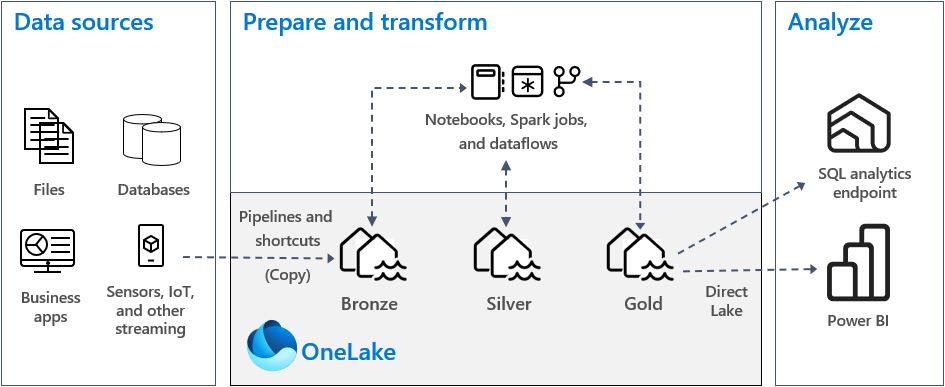 Data sources
Files
Databases
Business
apps
Sensors, IoT,
and other
streaming
Prepare and transform
Notebooks, Spark jobs,
and dataflows
Pipelines and
shortcuts
(Copy)
Bronze
Silver
Gold
Direct
Lake
OneLake
Analyze
SQL analytics
endpoint
Power BI